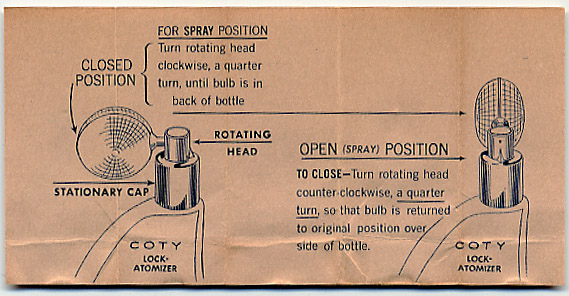 FOR SPRAY POSITION
CLOSED
POSITION
Turn rotating head
clockwise, a quarter
turn, until bulb is in
back of bottle
ROTATING
HEAD
STATIONARY CAP
COTY
LOCK-
ATOMIZER
OPEN (SPRAY) POSITION
TO CLOSE—Turn rotating head
counter-clockwise, a quarter
turn, so that bulb is returned
to original position over
side of bottle.
COTY
LOCK-
ATOMIZER